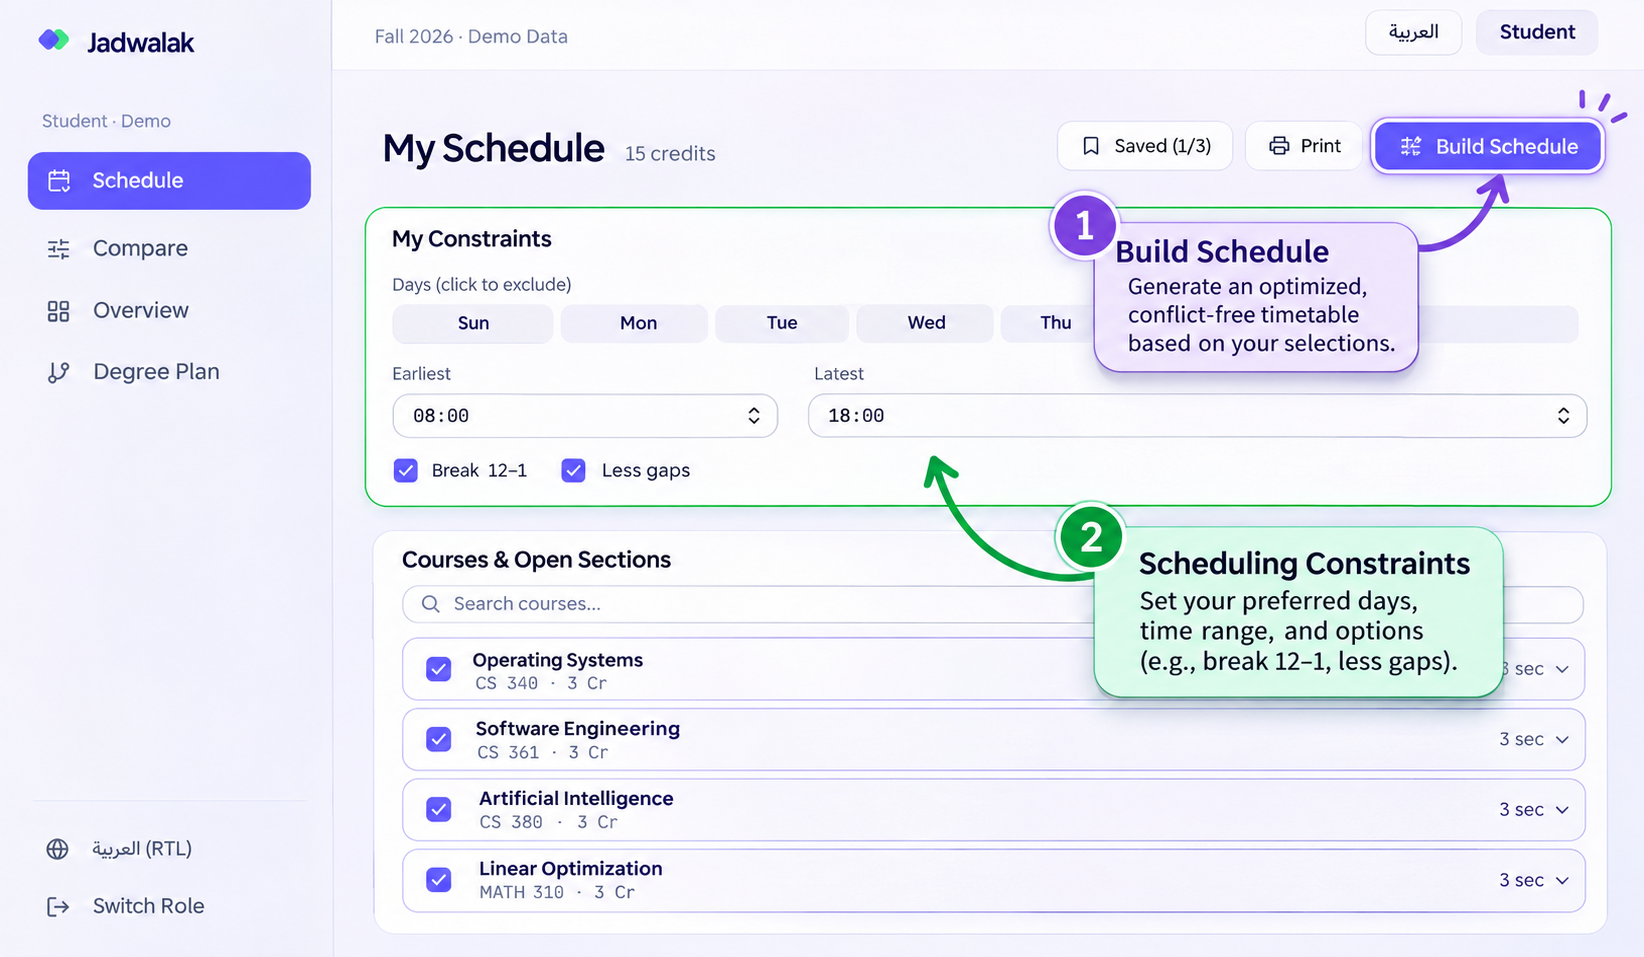 Jadwalak
Fall 2026 · Demo Data
العربية
Student
Student · Demo
Schedule
Compare
Overview
Degree Plan
العربية (RTL)
Switch Role
My Schedule 15 credits
Saved (1/3)
Print
Build Schedule
My Constraints
Days (click to exclude)
Sun Mon Tue Wed Thu
Earliest
08:00
Latest
18:00
Break 12–1
Less gaps
1
Build Schedule
Generate an optimized,
conflict-free timetable
based on your selections.
2
Scheduling Constraints
Set your preferred days,
time range, and options
(e.g., break 12–1, less gaps).
Courses & Open Sections
Search courses...
Operating Systems
CS 340 · 3 Cr
3 sec
Software Engineering
CS 361 · 3 Cr
3 sec
Artificial Intelligence
CS 380 · 3 Cr
3 sec
Linear Optimization
MATH 310 · 3 Cr
3 sec